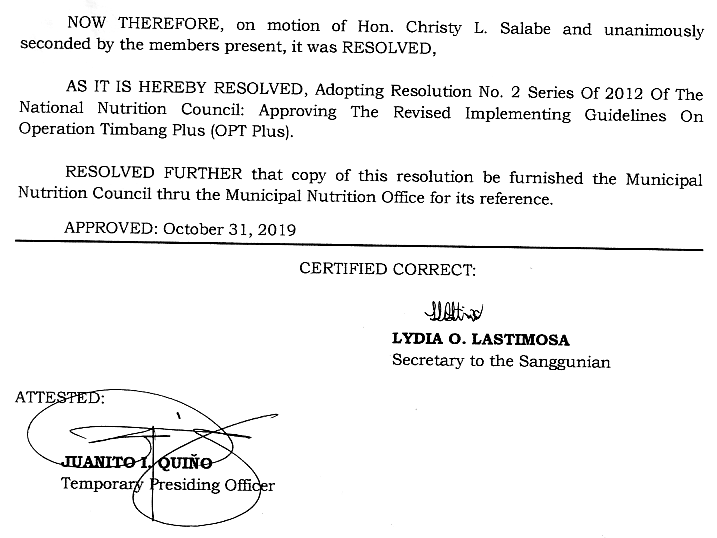 NOW THEREFORE, on motion of Hon. Christy L. Salabe and unanimously
seconded by the members present, it was RESOLVED,
AS IT IS HEREBY RESOLVED, Adopting Resolution No. 2 Series Of 2012 Of The
National Nutrition Council: Approving The Revised Implementing Guidelines On
Operation Timbang Plus (OPT Plus).
RESOLVED FURTHER that copy of this resolution be furnished the Municipal
Nutrition Council thru the Municipal Nutrition Office for its reference.
APPROVED: October 31, 2019
CERTIFIED CORRECT:
LYDIA O. LASTIMOSA
Secretary to the Sanggunian
ATTESTED:
JUANITO I. QUIÑO
Temporary Presiding Officer